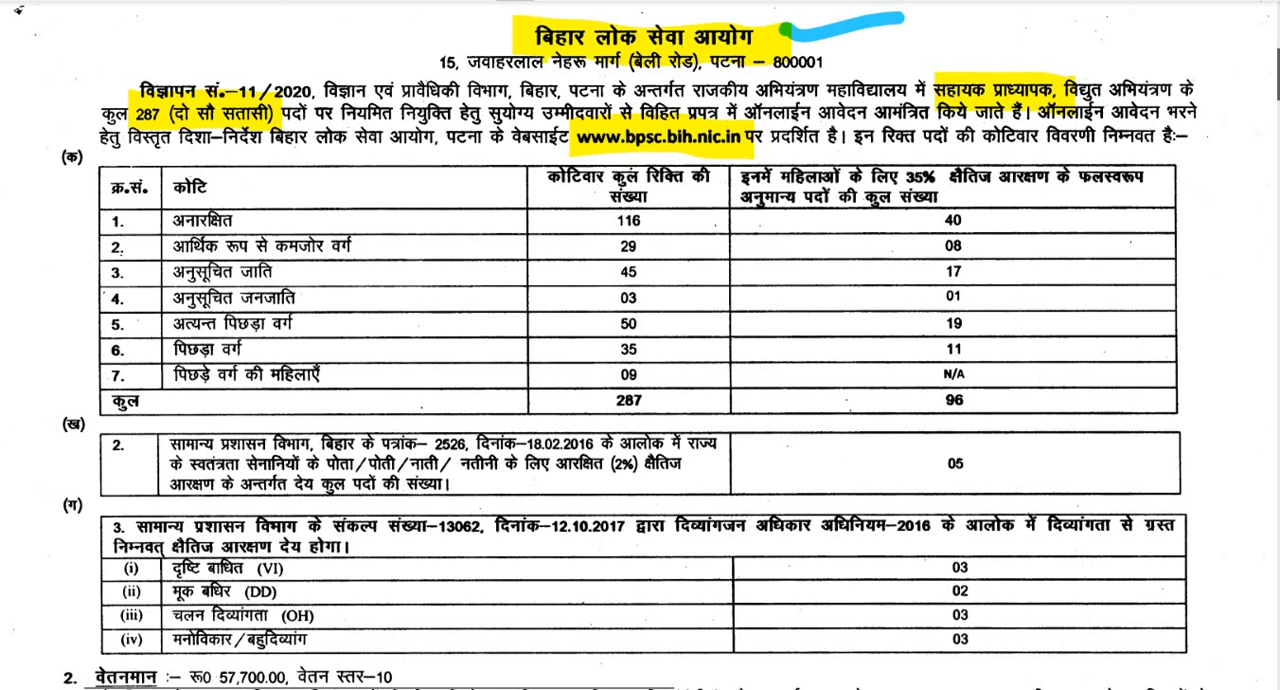 बिहार लोक सेवा आयोग
15, जवाहरलाल नेहरू मार्ग (बेली रोड), पटना – 800001
विज्ञापन सं.–11/2020, विज्ञान एवं प्रावैधिकी विभाग, बिहार, पटना के अन्तर्गत राजकीय अभियंत्रण महाविद्यालय में सहायक प्राध्यापक, विद्युत अभियंत्रण के
कुल 287 (दो सौ सतासी) पदों पर नियमित नियुक्ति हेतु सुयोग्य उम्मीदवारों से विहित प्रपत्र में ऑनलाईन आवेदन आमंत्रित किये जाते हैं। ऑनलाईन आवेदन भरने
हेतु विस्तृत दिशा–निर्देश बिहार लोक सेवा आयोग, पटना के वेबसाईट www.bpsc.bih.nic.in पर प्रदर्शित है। इन रिक्त पदों की कोटिवार विवरणी निम्नवत है:–
(क)
क्र.सं. कोटि कोटिवार कुल रिक्ति की संख्या इनमें महिलाओं के लिए 35% क्षैतिज आरक्षण के फलस्वरूप अनुमान्य पदों की कुल संख्या
1. अनारक्षित 116 40
2. आर्थिक रूप से कमजोर वर्ग 29 08
3. अनुसूचित जाति 45 17
4. अनुसूचित जनजाति 03 01
5. अत्यन्त पिछड़ा वर्ग 50 19
6. पिछड़ा वर्ग 35 11
7. पिछड़े वर्ग की महिलाएँ 09 N/A
कुल 287 96
(ख)
2. सामान्य प्रशासन विभाग, बिहार के पत्रांक– 2526, दिनांक–18.02.2016 के आलोक में राज्य
के स्वतंत्रता सेनानियों के पोता/पोती/नाती/ नतीनी के लिए आरक्षित (2%) क्षैतिज 05
आरक्षण के अन्तर्गत देय कुल पदों की संख्या।
(ग)
3. सामान्य प्रशासन विभाग के संकल्प संख्या–13062, दिनांक–12.10.2017 द्वारा दिव्यांगजन अधिकार अधिनियम–2016 के आलोक में दिव्यांगता से ग्रस्त
निम्नवत् क्षैतिज आरक्षण देय होगा।
(i) दृष्टि बाधित (VI) 03
(ii) मूक बधिर (DD) 02
(iii) चलन दिव्यांगता (OH) 03
(iv) मनोविकार/बहुदिव्यांग 03
2. वेतनमान :– रू0 57,700.00, वेतन स्तर–10